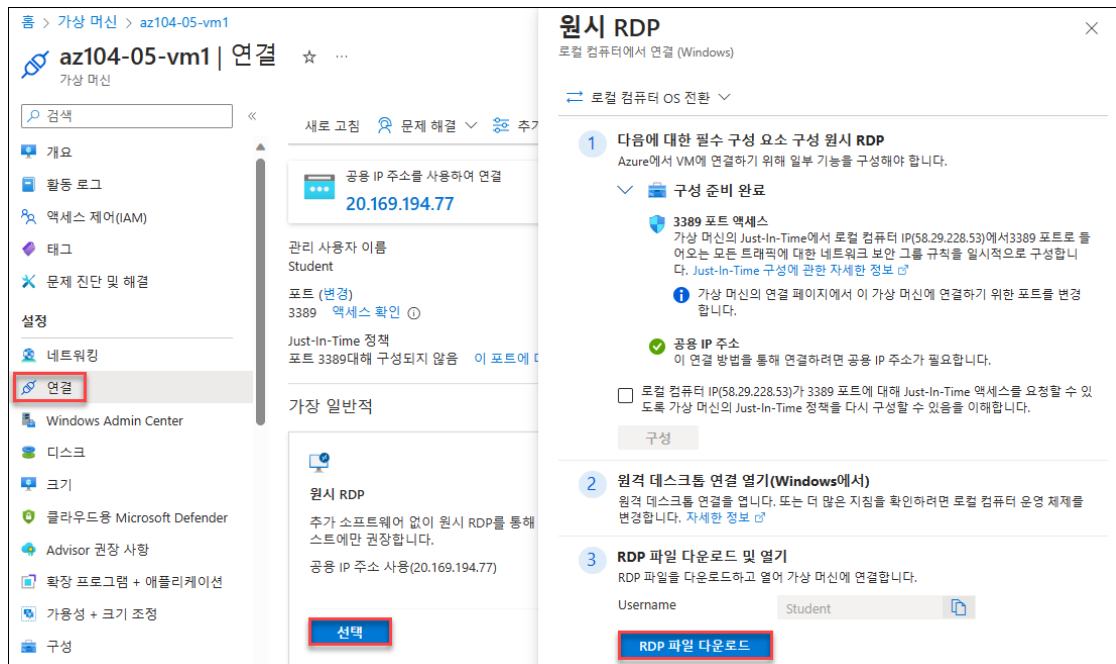 홈 > 가상 머신 > az104-05-vm1
az104-05-vm1 | 연결
가상 머신
검색
개요
활동 로그
액세스 제어(IAM)
태그
문제 진단 및 해결
설정
네트워킹
연결
Windows Admin Center
디스크
크기
클라우드용 Microsoft Defender
Advisor 권장 사항
확장 프로그램 + 애플리케이션
가용성 + 크기 조정
구성
새로 고침 문제 해결 추가
공용 IP 주소를 사용하여 연결
20.169.194.77
관리 사용자 이름
Student
포트 (변경)
3389 액세스 확인
Just-In-Time 정책
포트 3389대해 구성되지 않음 이 포트에
가장 일반적
원시 RDP
추가 소프트웨어 없이 원시 RDP를 통해
스트에만 권장합니다.
공용 IP 주소 사용(20.169.194.77)
선택
원시 RDP
로컬 컴퓨터에서 연결 (Windows)
로컬 컴퓨터 OS 전환
1 다음에 대한 필수 구성 요소 구성 원시 RDP
Azure에서 VM에 연결하기 위해 일부 기능을 구성해야 합니다.
구성 준비 완료
3389 포트 액세스
가상 머신의 Just-In-Time에서 로컬 컴퓨터 IP(58.29.228.53)에서3389 포트로 들
어오는 모든 트래픽에 대한 네트워크 보안 그룹 규칙을 일시적으로 구성합니
다. Just-In-Time 구성에 관한 자세한 정보
가상 머신의 연결 페이지에서 이 가상 머신에 연결하기 위한 포트를 변경
합니다.
공용 IP 주소
이 연결 방법을 통해 연결하려면 공용 IP 주소가 필요합니다.
로컬 컴퓨터 IP(58.29.228.53)가 3389 포트에 대해 Just-In-Time 액세스를 요청할 수 있
도록 가상 머신의 Just-In-Time 정책을 다시 구성할 수 있음을 이해합니다.
구성
2 원격 데스크톱 연결 열기(Windows에서)
원격 데스크톱 연결을 엽니다. 또는 더 많은 지침을 확인하려면 로컬 컴퓨터 운영 체제를
변경합니다. 자세한 정보
3 RDP 파일 다운로드 및 열기
RDP 파일을 다운로드하고 열어 가상 머신에 연결합니다.
Username Student
RDP 파일 다운로드